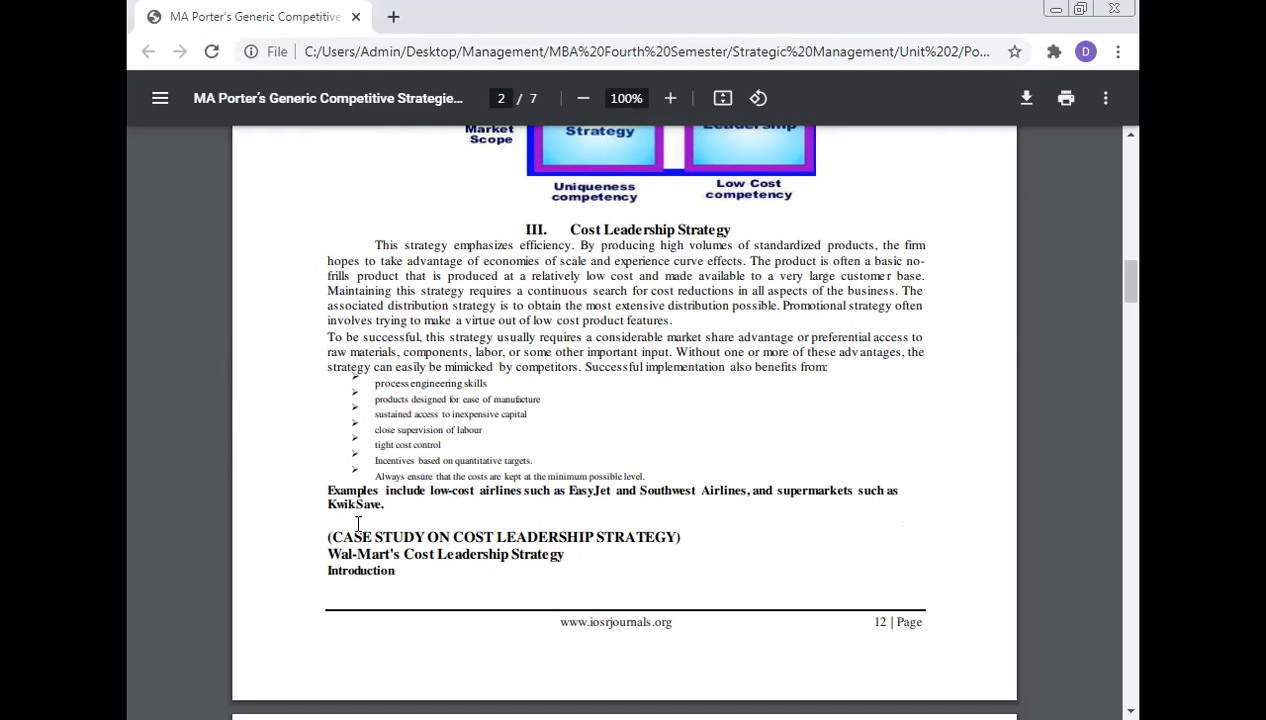 MA Porter's Generic Competitive
File
C:/Users/Admin/Desktop/Management/MBA%20Fourth%20Semester/Strategic%20Management/Unit%202/Po...
D
MA Porter's Generic Competitive Strategie...
2 / 7
100%
Market
Scope
Strategy
Leadership
Uniqueness
competency
Low Cost
competency
III. Cost Leadership Strategy
This strategy emphasizes efficiency. By producing high volumes of standardized products, the firm
hopes to take advantage of economies of scale and experience curve effects. The product is often a basic no-
frills product that is produced at a relatively low cost and made available to a very large customer base.
Maintaining this strategy requires a continuous search for cost reductions in all aspects of the business. The
associated distribution strategy is to obtain the most extensive distribution possible. Promotional strategy often
involves trying to make a virtue out of low cost product features.
To be successful, this strategy usually requires a considerable market share advantage or preferential access to
raw materials, components, labor, or some other important input. Without one or more of these advantages, the
strategy can easily be mimicked by competitors. Successful implementation also benefits from:
➢ process engineering skills
➢ products designed for ease of manufacture
➢ sustained access to inexpensive capital
➢ close supervision of labour
➢ tight cost control
➢ Incentives based on quantitative targets.
➢ Always ensure that the costs are kept at the minimum possible level.
Examples include low-cost airlines such as EasyJet and Southwest Airlines, and supermarkets such as
KwikSave.
(CASE STUDY ON COST LEADERSHIP STRATEGY)
Wal-Mart's Cost Leadership Strategy
Introduction
www.iosrjournals.org
12 | Page